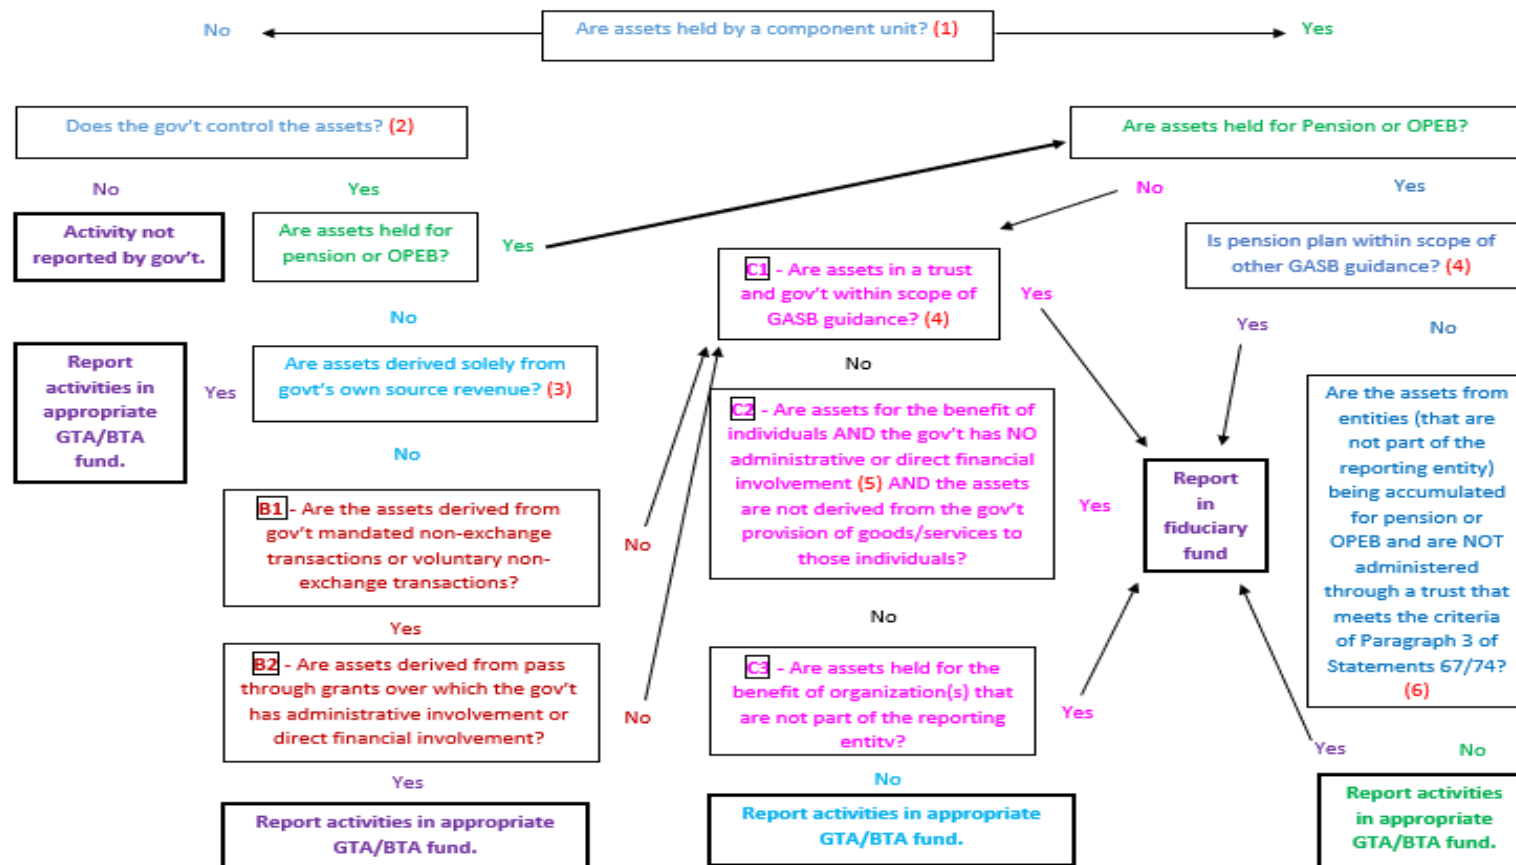 No
Are assets held by a component unit? (1)
Yes
Does the gov't control the assets? (2)
Are assets held for Pension or OPEB?
No
Yes
No
Yes
Activity not
reported by gov't.
Are assets held for
pension or OPEB?
Yes
Is pension plan within scope of
other GASB guidance? (4)
C1 - Are assets in a trust
and gov't within scope of
GASB guidance? (4)
Yes
No
Yes
No
Report
activities in
appropriate
GTA/BTA
fund.
Yes
Are assets derived solely from
govt's own source revenue? (3)
No
No
C2 - Are assets for the benefit of
individuals AND the gov't has NO
administrative or direct financial
involvement (5) AND the assets
are not derived from the gov't
provision of goods/services to
those individuals?
Yes
Report
in
fiduciary
fund
Are the assets from
entities (that are
not part of the
reporting entity)
being accumulated
for pension or
OPEB and are NOT
administered
through a trust that
meets the criteria
of Paragraph 3 of
Statements 67/74?
(6)
B1 - Are the assets derived from
gov't mandated non-exchange
transactions or voluntary non-
exchange transactions?
No
Yes
No
B2 - Are assets derived from pass
through grants over which the gov't
has administrative involvement or
direct financial involvement?
No
C3 - Are assets held for the
benefit of organization(s) that
are not part of the reporting
entity?
Yes
Yes
No
Yes
No
Report activities in appropriate
GTA/BTA fund.
Report activities in appropriate
GTA/BTA fund.
Report activities
in appropriate
GTA/BTA fund.